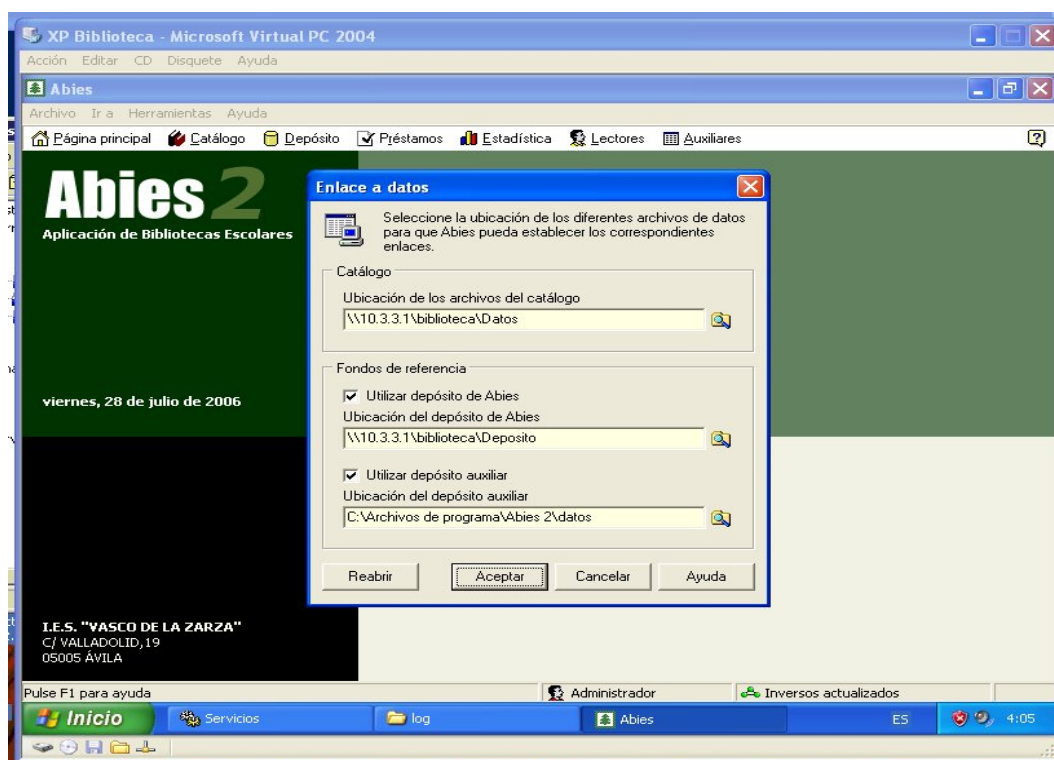 XP Biblioteca - Microsoft Virtual PC 2004
Acción Editar CD Disquete Ayuda
Abies
Archivo Ir a Herramientas Ayuda
Página principal Catálogo Depósito Préstamos Estadística Lectores Auxiliares
Abies 2
Aplicación de Bibliotecas Escolares
viernes, 28 de julio de 2006
I.E.S. "VASCO DE LA ZARZA"
C/ VALLADOLID,19
05005 ÁVILA
Enlace a datos
Seleccione la ubicación de los diferentes archivos de datos
para que Abies pueda establecer los correspondientes
enlaces.
Catálogo
Ubicación de los archivos del catálogo
\\10.3.3.1\biblioteca\Datos
Fondos de referencia
Utilizar depósito de Abies
Ubicación del depósito de Abies
\\10.3.3.1\biblioteca\Deposito
Utilizar depósito auxiliar
Ubicación del depósito auxiliar
C:\Archivos de programa\Abies 2\datos
Reabrir Aceptar Cancelar Ayuda
Pulse F1 para ayuda Administrador Inversos actualizados
Inicio Servicios log Abies ES 4:05